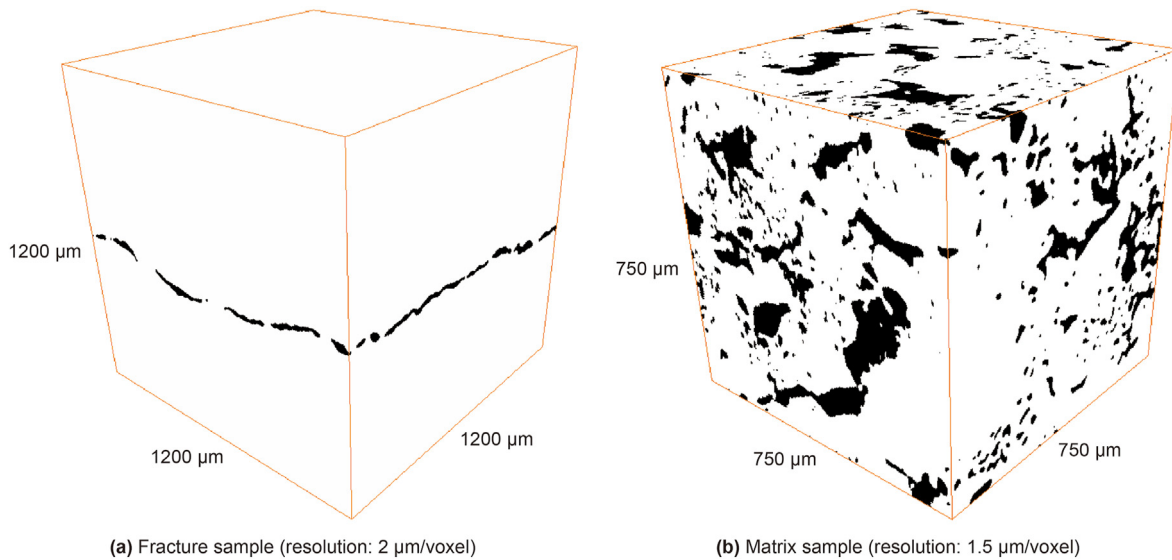 1200 µm
1200 µm
1200 µm
(a) Fracture sample (resolution: 2 µm/voxel)
750 µm
750 µm
750 µm
(b) Matrix sample (resolution: 1.5 µm/voxel)